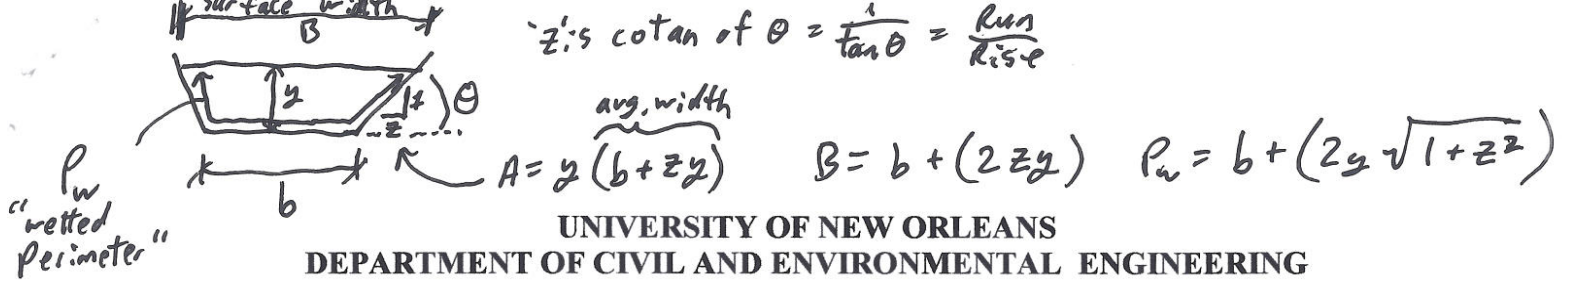 surface width
B
'z' is cotan of θ = 1/tan θ = Run/Rise
y
1
θ
z
avg. width
A = y (b + zy)
B = b + (2zy)
Pw = b + (2y √(1 + z²))
b
Pw
"wetted
Perimeter"
UNIVERSITY OF NEW ORLEANS
DEPARTMENT OF CIVIL AND ENVIRONMENTAL ENGINEERING